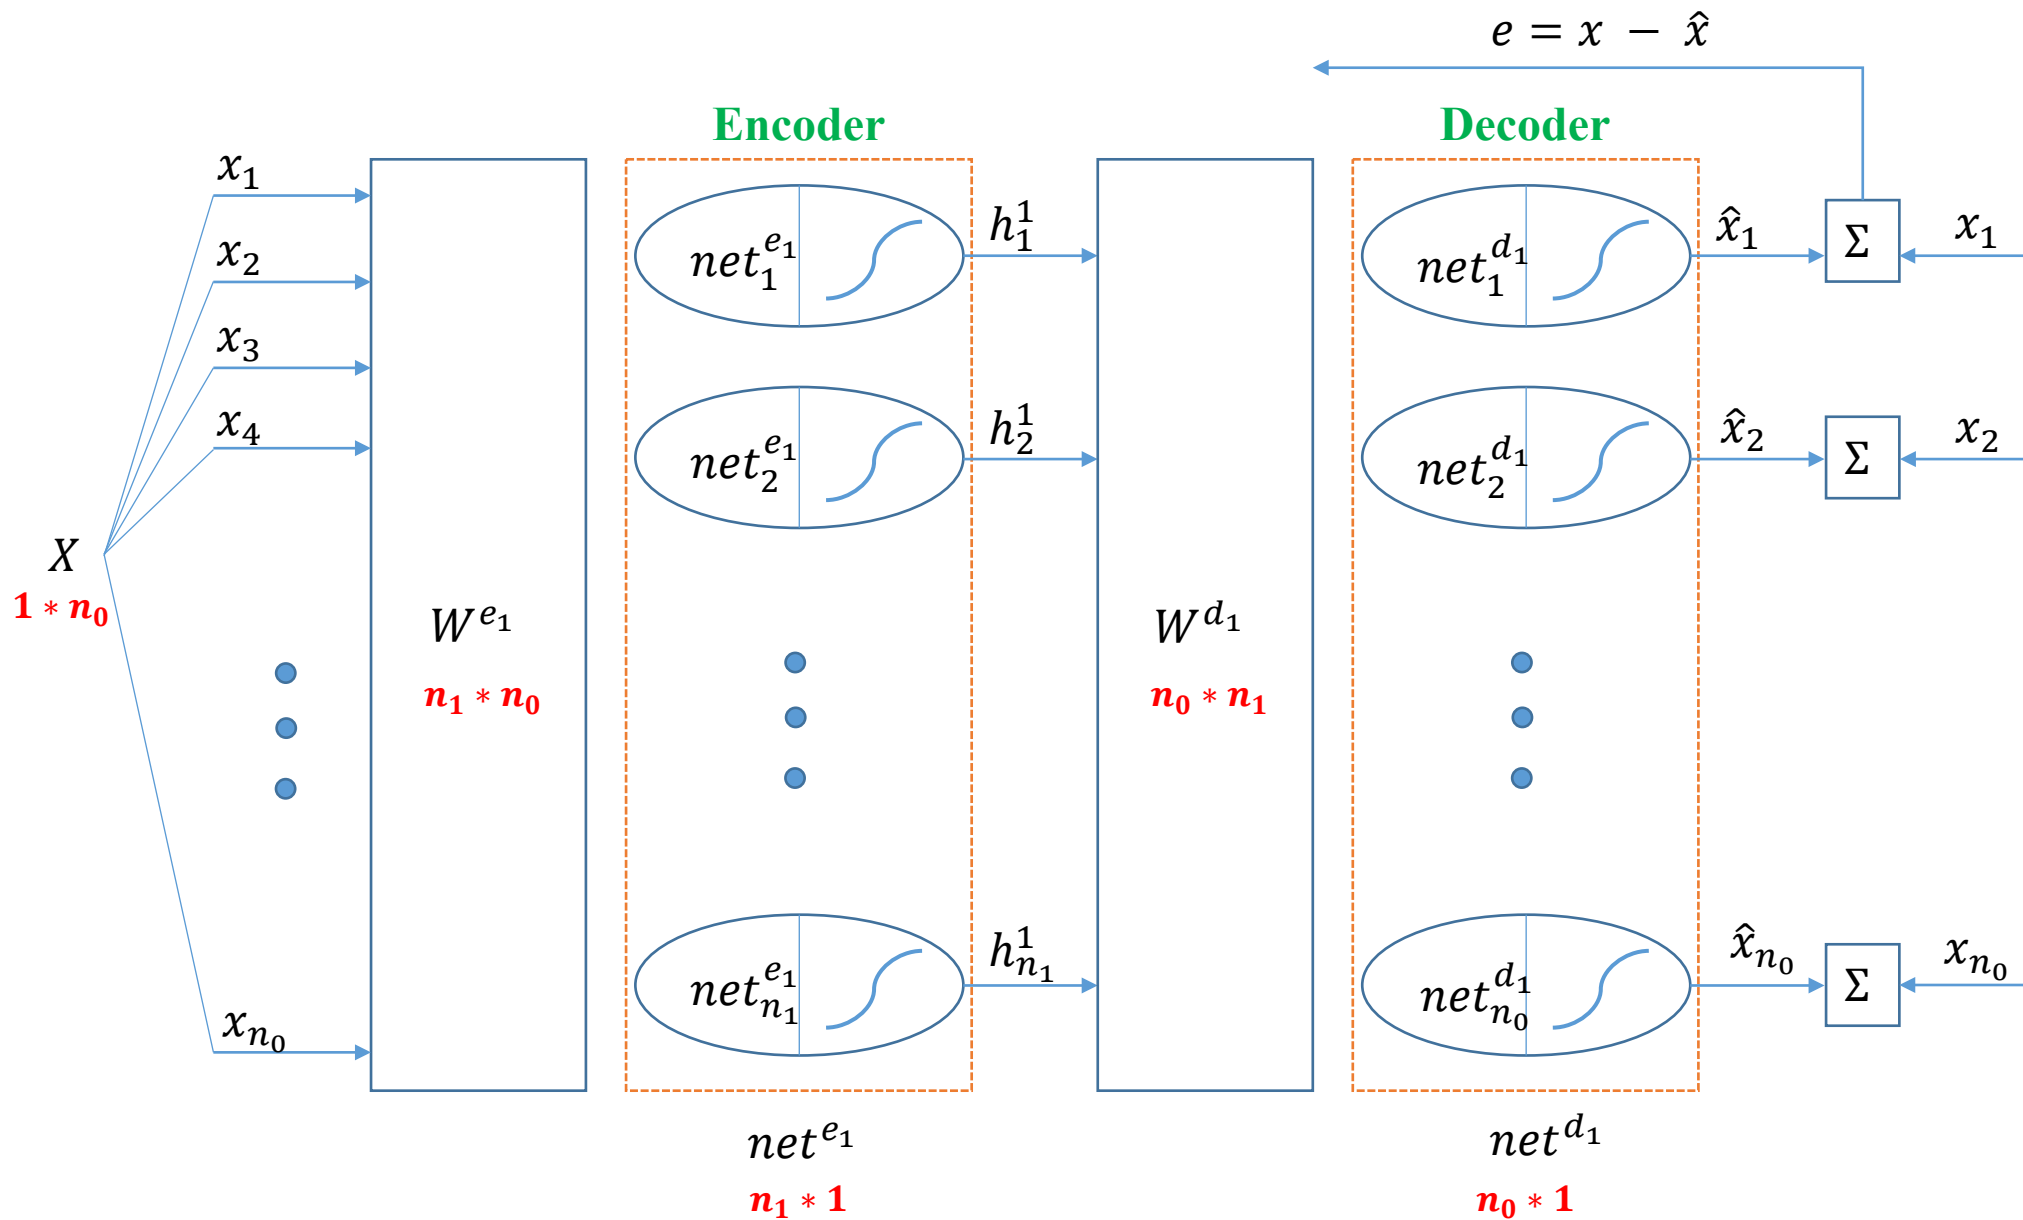 e = x − x̂
Encoder
Decoder
x₁
x₂
x₃
x₄
xₙ₀
X
1 * n₀
Wᵉ¹
n₁ * n₀
net₁ᵉ¹
net₂ᵉ¹
netₙ₁ᵉ¹
netᵉ¹
n₁ * 1
h₁¹
h₂¹
hₙ₁¹
Wᵈ¹
n₀ * n₁
net₁ᵈ¹
net₂ᵈ¹
netₙ₀ᵈ¹
netᵈ¹
n₀ * 1
x̂₁
Σ
x₁
x̂₂
Σ
x₂
x̂ₙ₀
Σ
xₙ₀